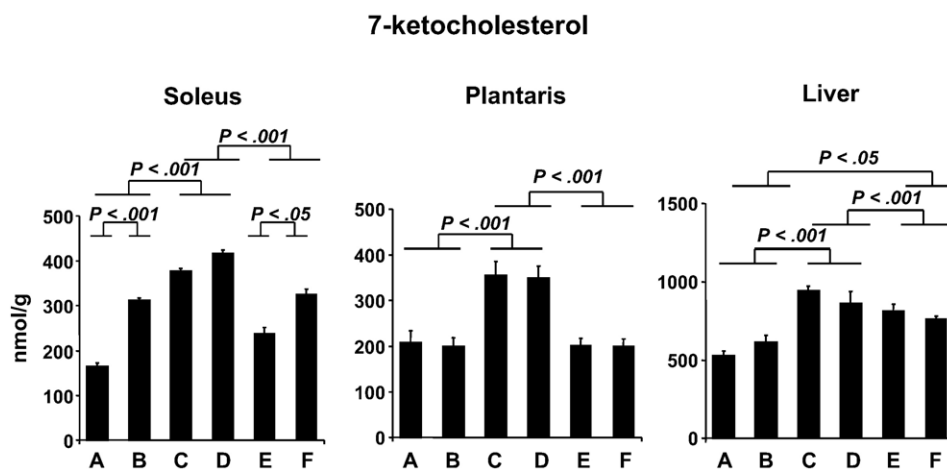 7-ketocholesterol
Soleus
P < .001
P < .001
P < .001
P < .05
nmol/g
500
400
300
200
100
0
A B C D E F
Plantaris
P < .001
P < .001
500
400
300
200
100
0
A B C D E F
Liver
P < .05
P < .001
P < .001
1500
1000
500
0
A B C D E F